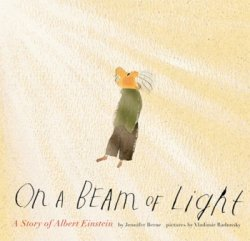 ON A BEAM OF LIGHT
A Story of Albert Einstein by Jennifer Berne pictures by Vladimir Radunsky